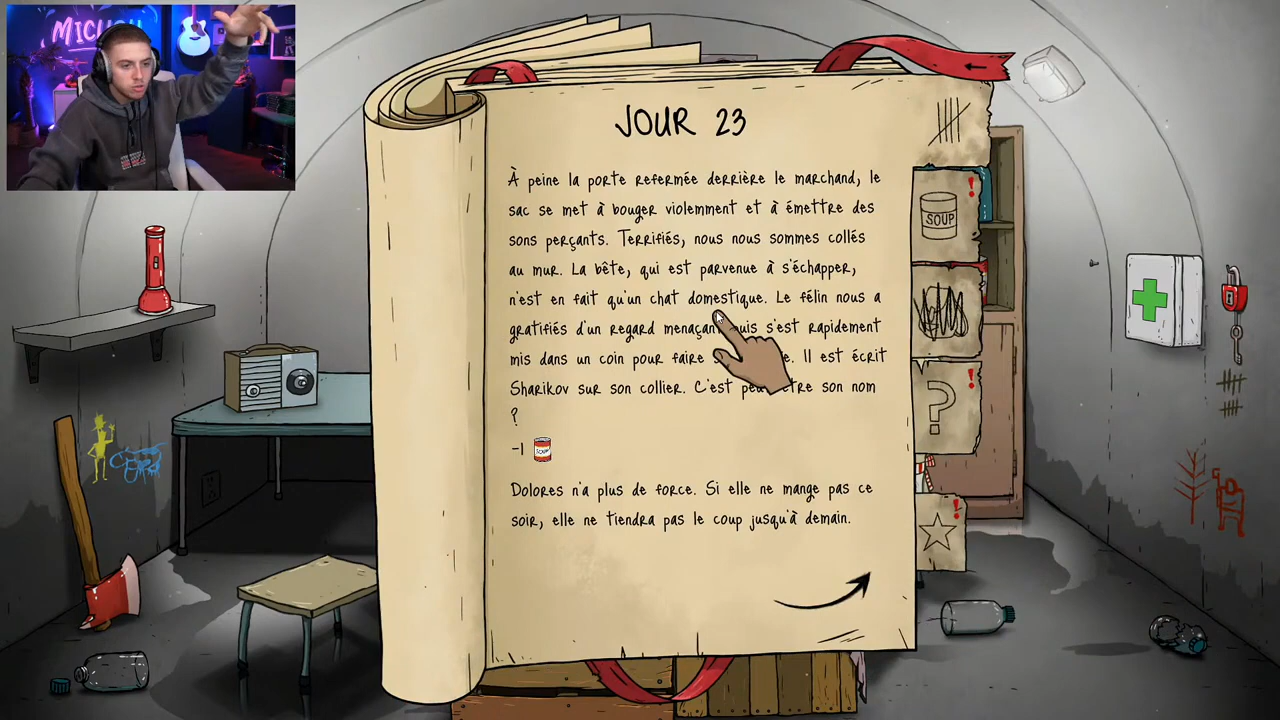 JOUR 23
À peine la porte refermée derrière le marchand, le
sac se met à bouger violemment et à émettre des
sons perçants. Terrifiés, nous nous sommes collés
au mur. La bête, qui est parvenue à s'échapper,
n'est en fait qu'un chat domestique. Le félin nous a
gratifiés d'un regard menaçant puis s'est rapidement
mis dans un coin pour faire Il est écrit
Sharikov sur son collier. C'est peut-être son nom
?
-1 SOUP
Dolores n'a plus de force. Si elle ne mange pas ce
soir, elle ne tiendra pas le coup jusqu'à demain.
SOUP
!
?
!
!
MICHOU